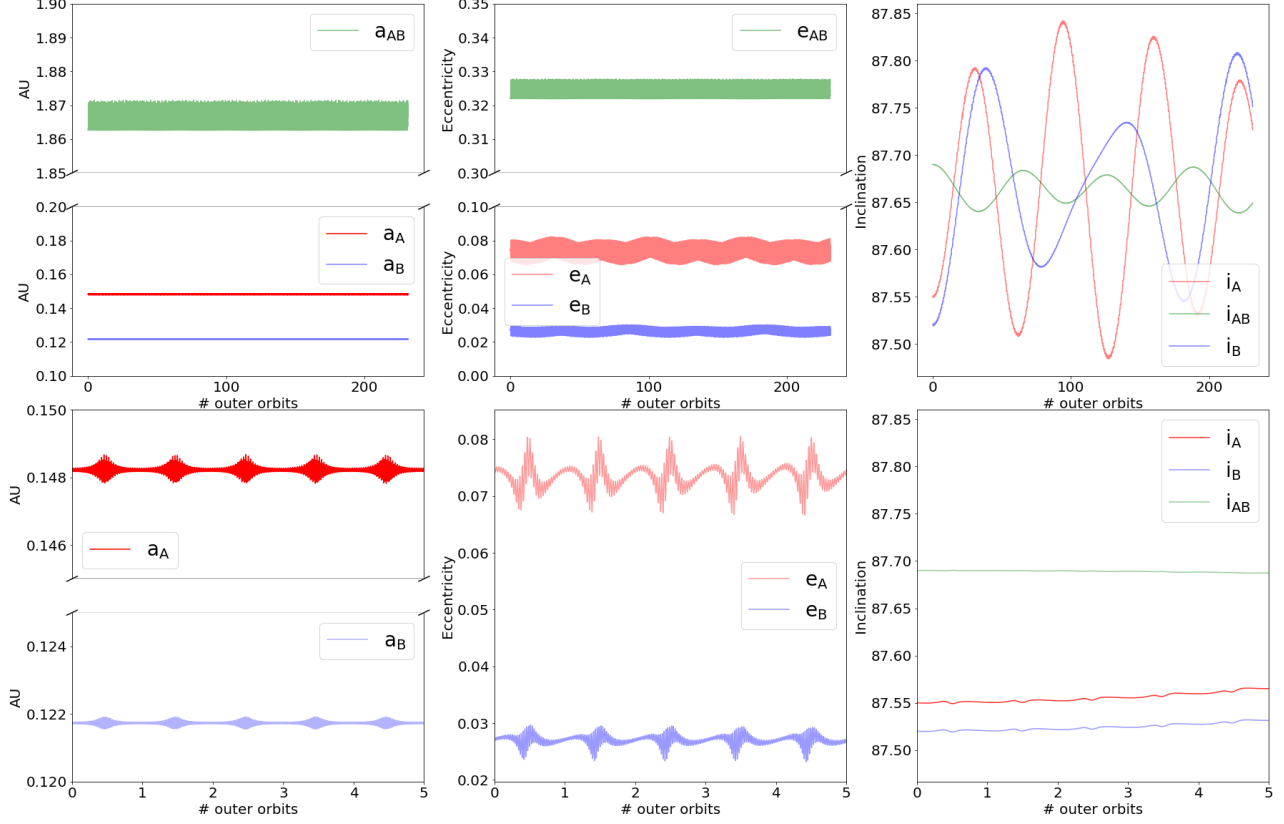 1.90
1.89
1.88
1.87
1.86
1.85
AU
a_AB
0.20
0.18
0.16
0.14
0.12
0.10
AU
a_A
a_B
0 100 200
# outer orbits
0.35
0.34
0.33
0.32
0.31
0.30
Eccentricity
e_AB
0.10
0.08
0.06
0.04
0.02
0.00
Eccentricity
e_A
e_B
0 100 200
# outer orbits
87.85
87.80
87.75
87.70
87.65
87.60
87.55
87.50
Inclination
i_A
i_AB
i_B
0 100 200
# outer orbits
0.150
0.148
0.146
AU
a_A
0.124
0.122
0.120
AU
a_B
0 1 2 3 4 5
# outer orbits
0.08
0.07
0.06
0.05
0.04
0.03
0.02
Eccentricity
e_A
e_B
0 1 2 3 4 5
# outer orbits
87.85
87.80
87.75
87.70
87.65
87.60
87.55
87.50
Inclination
i_A
i_B
i_AB
0 1 2 3 4 5
# outer orbits